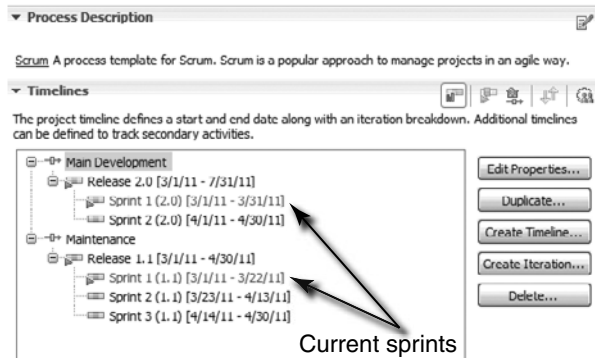 Process Description
Scrum A process template for Scrum. Scrum is a popular approach to manage projects in an agile way.
Timelines
The project timeline defines a start and end date along with an iteration breakdown. Additional timelines
can be defined to track secondary activities.
Main Development
Release 2.0 [3/1/11 - 7/31/11]
Sprint 1 (2.0) [3/1/11 - 3/31/11]
Sprint 2 (2.0) [4/1/11 - 4/30/11]
Maintenance
Release 1.1 [3/1/11 - 4/30/11]
Sprint 1 (1.1) [3/1/11 - 3/22/11]
Sprint 2 (1.1) [3/23/11 - 4/13/11]
Sprint 3 (1.1) [4/14/11 - 4/30/11]
Edit Properties...
Duplicate...
Create Timeline...
Create Iteration...
Delete...
Current sprints